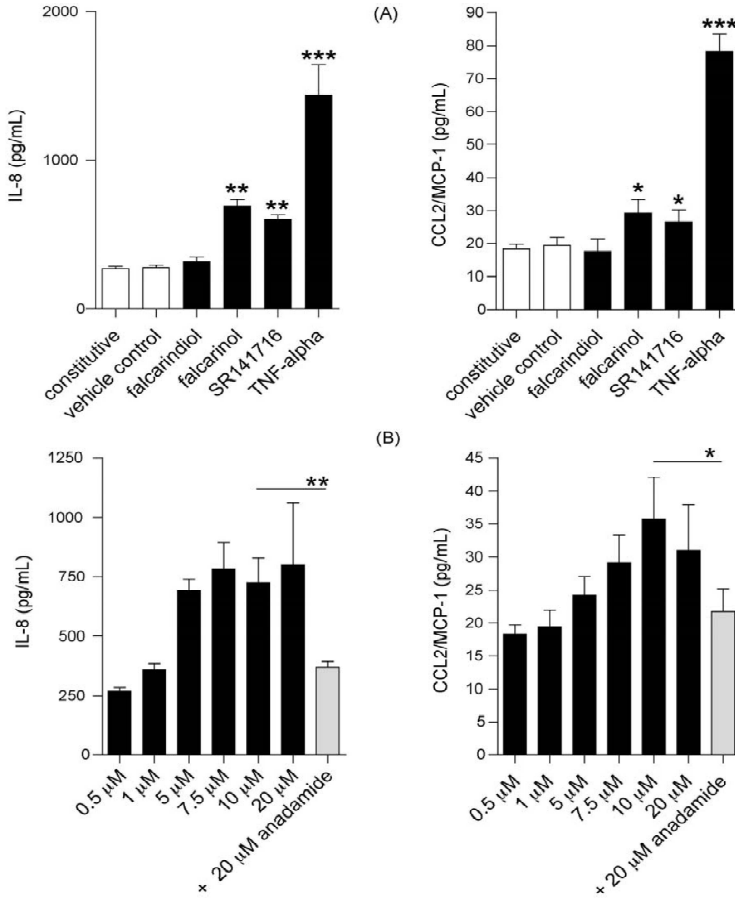 (A)
IL-8 (pg/mL)
2000
1000
0
***
**
**
constitutive
vehicle control
falcarindiol
falcarinol
SR141716
TNF-alpha
CCL2/MCP-1 (pg/mL)
90
80
70
60
50
40
30
20
10
0
***
*
*
constitutive
vehicle control
falcarindiol
falcarinol
SR141716
TNF-alpha
(B)
IL-8 (pg/mL)
1250
1000
750
500
250
0
**
0.5 µM
1 µM
5 µM
7.5 µM
10 µM
20 µM
+ 20 µM anadamide
CCL2/MCP-1 (pg/mL)
45
40
35
30
25
20
15
10
5
0
*
0.5 µM
1 µM
5 µM
7.5 µM
10 µM
20 µM
+ 20 µM anadamide